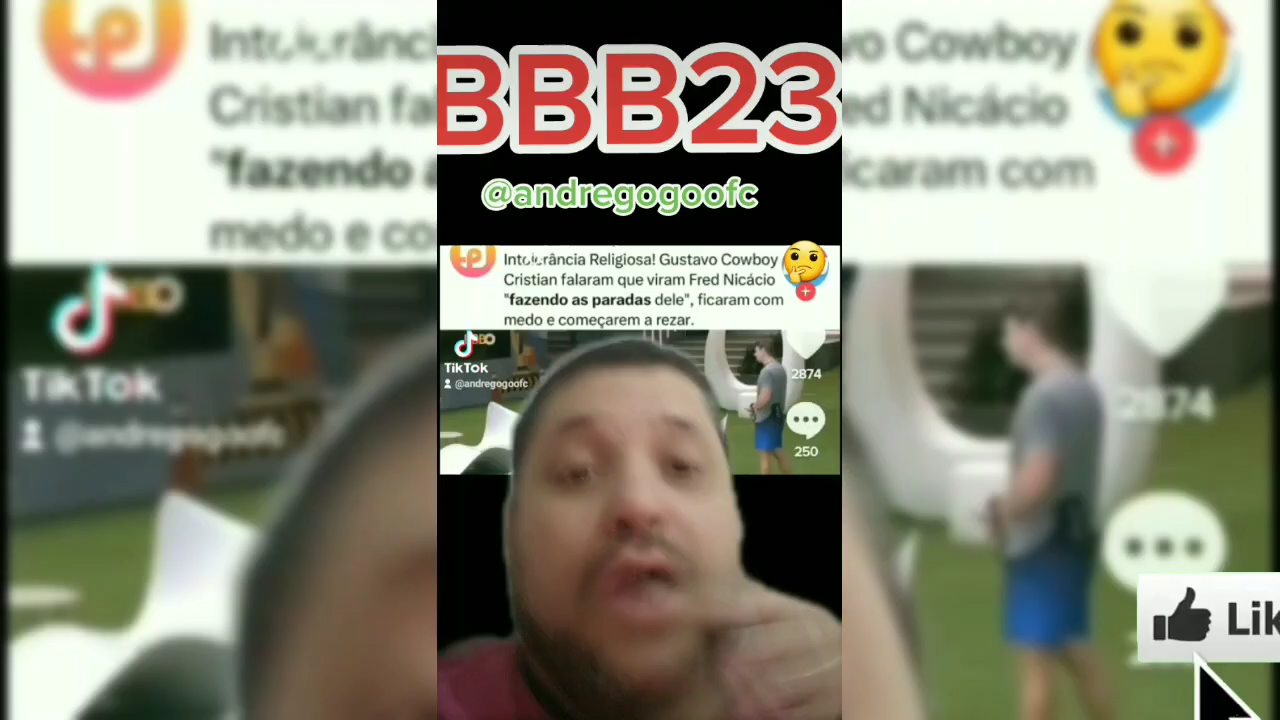 BBB23
@andregogoofc
Intolerância Religiosa! Gustavo Cowboy
Cristian falaram que viram Fred Nicácio
"fazendo as paradas dele", ficaram com
medo e começarem a rezar.
TikTok
@andregogoofc
2874
250
Lik